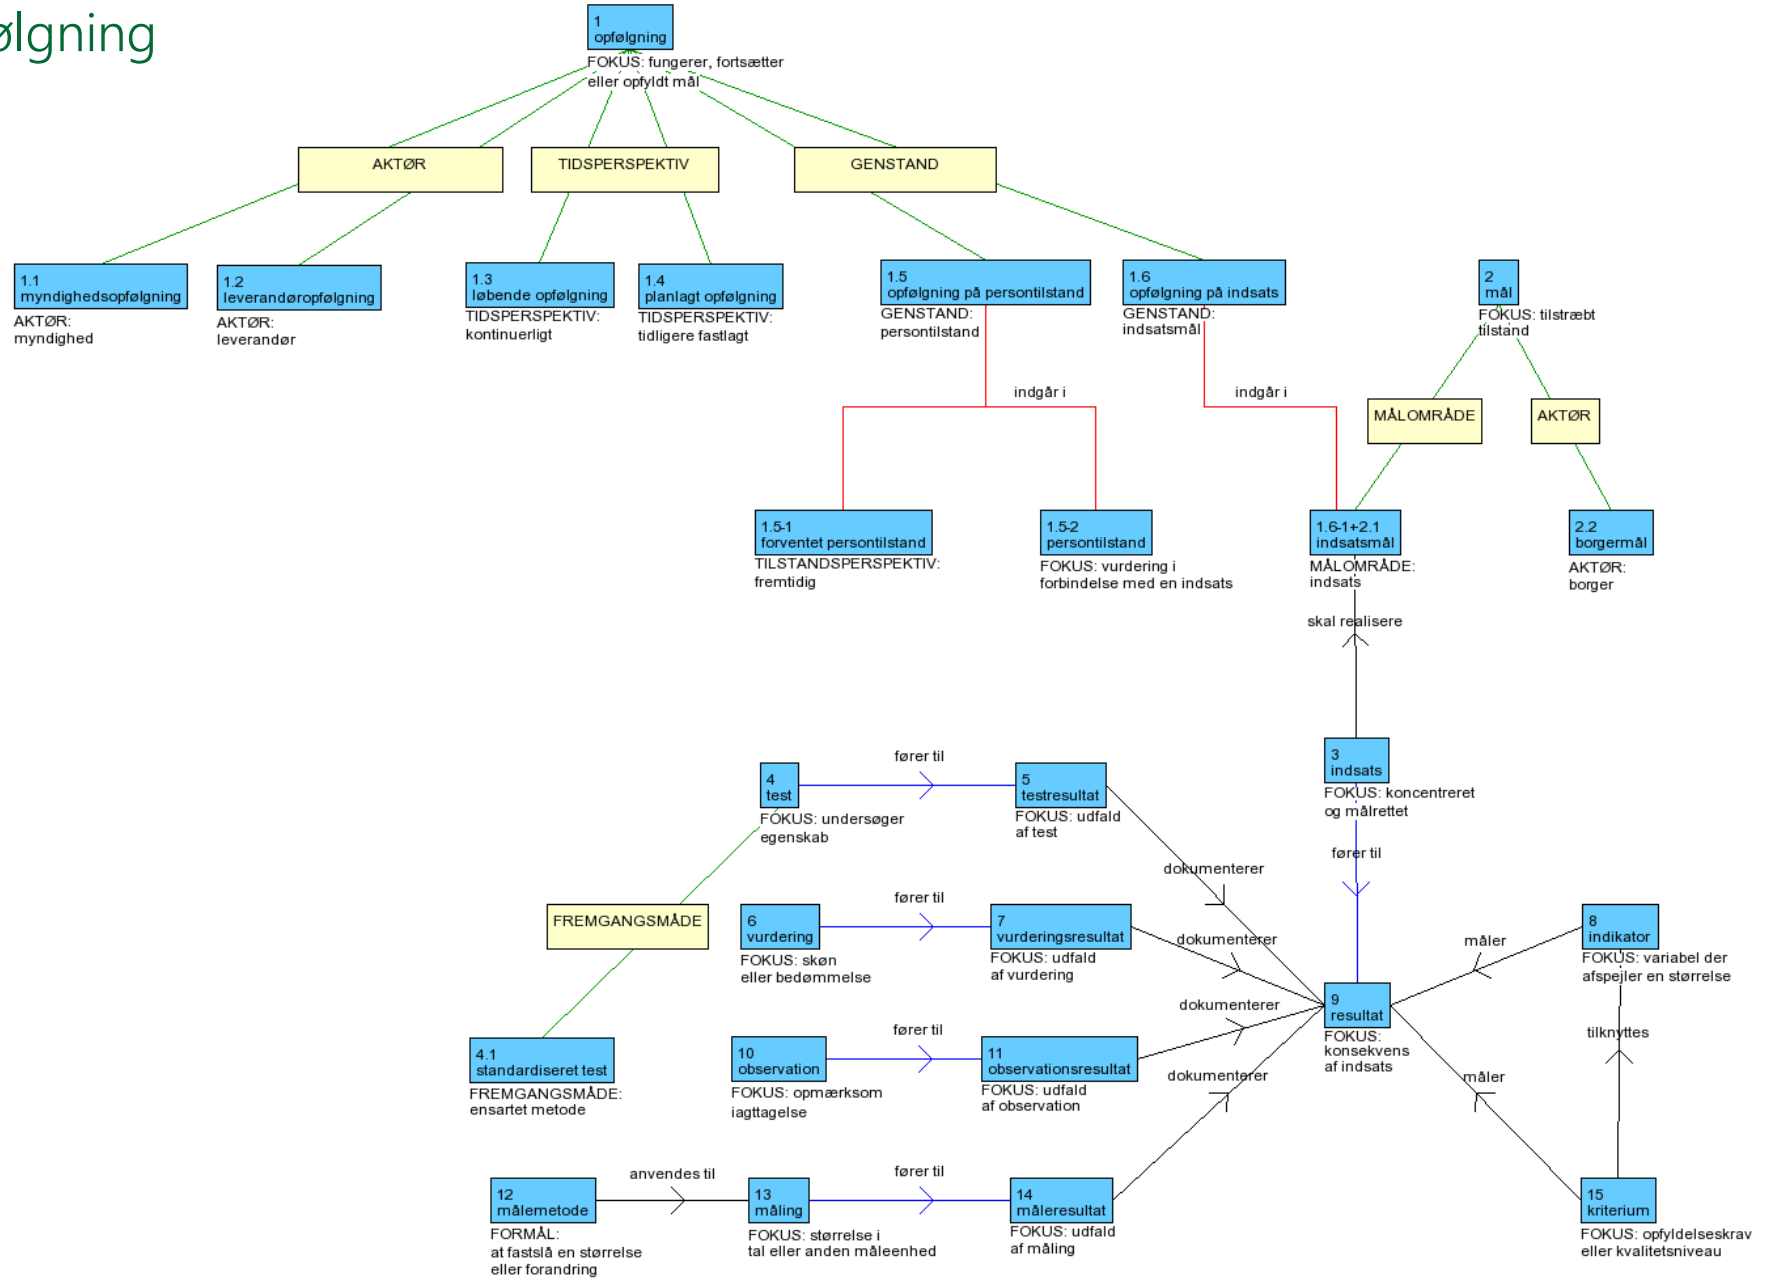 ølgning
1
opfølgning
FOKUS: fungerer, fortsætter
eller opfyldt mål
AKTØR
TIDSPERSPEKTIV
GENSTAND
1.1
myndighedsopfølgning
AKTØR:
myndighed
1.2
leverandøropfølgning
AKTØR:
leverandør
1.3
løbende opfølgning
TIDSPERSPEKTIV:
kontinuerligt
1.4
planlagt opfølgning
TIDSPERSPEKTIV:
tidligere fastlagt
1.5
opfølgning på persontilstand
GENSTAND:
persontilstand
1.6
opfølgning på indsats
GENSTAND:
indsatsmål
2
mål
FOKUS: tilstræbt
tilstand
indgår i
indgår i
MÅLOMRÅDE
AKTØR
1.5-1
forventet persontilstand
TILSTANDSPERSPEKTIV:
fremtidig
1.5-2
persontilstand
FOKUS: vurdering i
forbindelse med en indsats
1.6-1+2.1
indsatsmål
MÅLOMRÅDE:
indsats
2.2
borgermål
AKTØR:
borger
skal realisere
3
indsats
FOKUS: koncentreret
og målrettet
fører til
4
test
FOKUS: undersøger
egenskab
fører til
5
testresultat
FOKUS: udfald
af test
dokumenterer
FREMGANGSMÅDE
6
vurdering
FOKUS: skøn
eller bedømmelse
fører til
7
vurderingsresultat
FOKUS: udfald
af vurdering
dokumenterer
måler
8
indikator
FOKUS: variabel der
afspejler en størrelse
9
resultat
FOKUS:
konsekvens
af indsats
dokumenterer
tilknyttes
4.1
standardiseret test
FREMGANGSMÅDE:
ensartet metode
10
observation
FOKUS: opmærksom
iagttagelse
fører til
11
observationsresultat
FOKUS: udfald
af observation
dokumenterer
måler
12
målemetode
FORMÅL:
at fastslå en størrelse
eller forandring
anvendes til
13
måling
FOKUS: størrelse i
tal eller anden måleenhed
fører til
14
måleresultat
FOKUS: udfald
af måling
15
kriterium
FOKUS: opfyldelseskrav
eller kvalitetsniveau